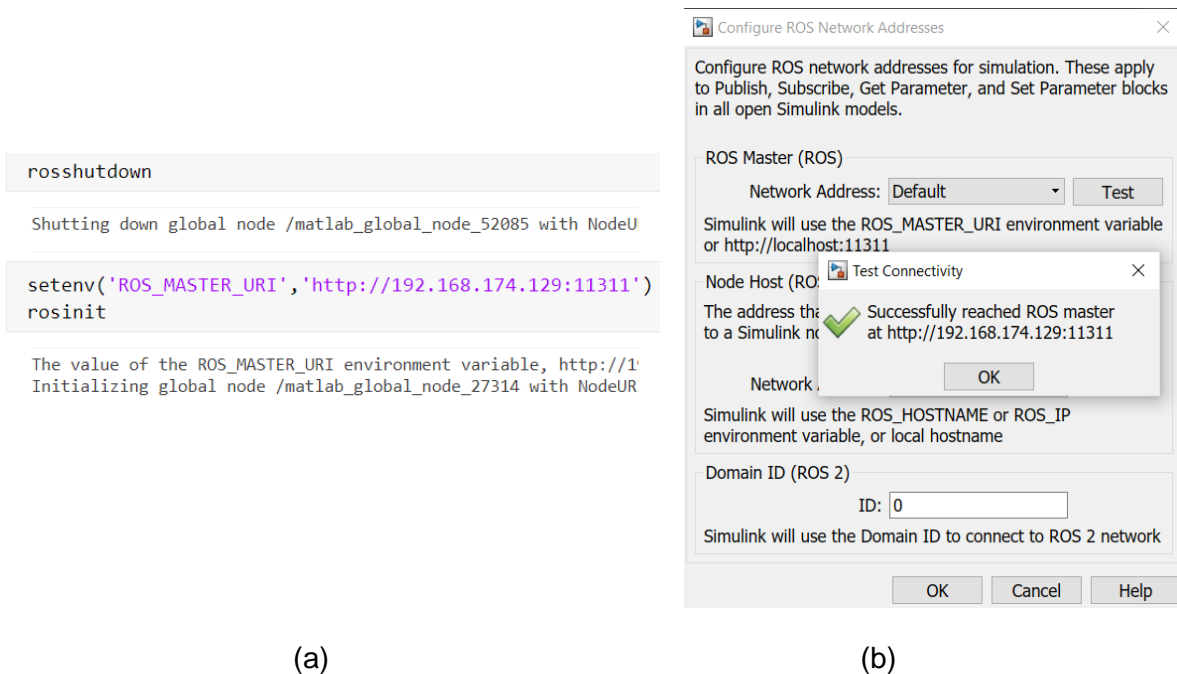 rosshutdown
Shutting down global node /matlab_global_node_52085 with NodeU
setenv('ROS_MASTER_URI','http://192.168.174.129:11311')
rosinit
The value of the ROS_MASTER_URI environment variable, http://1
Initializing global node /matlab_global_node_27314 with NodeUR
(a)
Configure ROS Network Addresses
Configure ROS network addresses for simulation. These apply
to Publish, Subscribe, Get Parameter, and Set Parameter blocks
in all open Simulink models.
ROS Master (ROS)
Network Address: Default Test
Simulink will use the ROS_MASTER_URI environment variable
or http://localhost:11311
Node Host (RO
The address tha
to a Simulink no
Network
Test Connectivity
Successfully reached ROS master
at http://192.168.174.129:11311
OK
Simulink will use the ROS_HOSTNAME or ROS_IP
environment variable, or local hostname
Domain ID (ROS 2)
ID: 0
Simulink will use the Domain ID to connect to ROS 2 network
OK Cancel Help
(b)